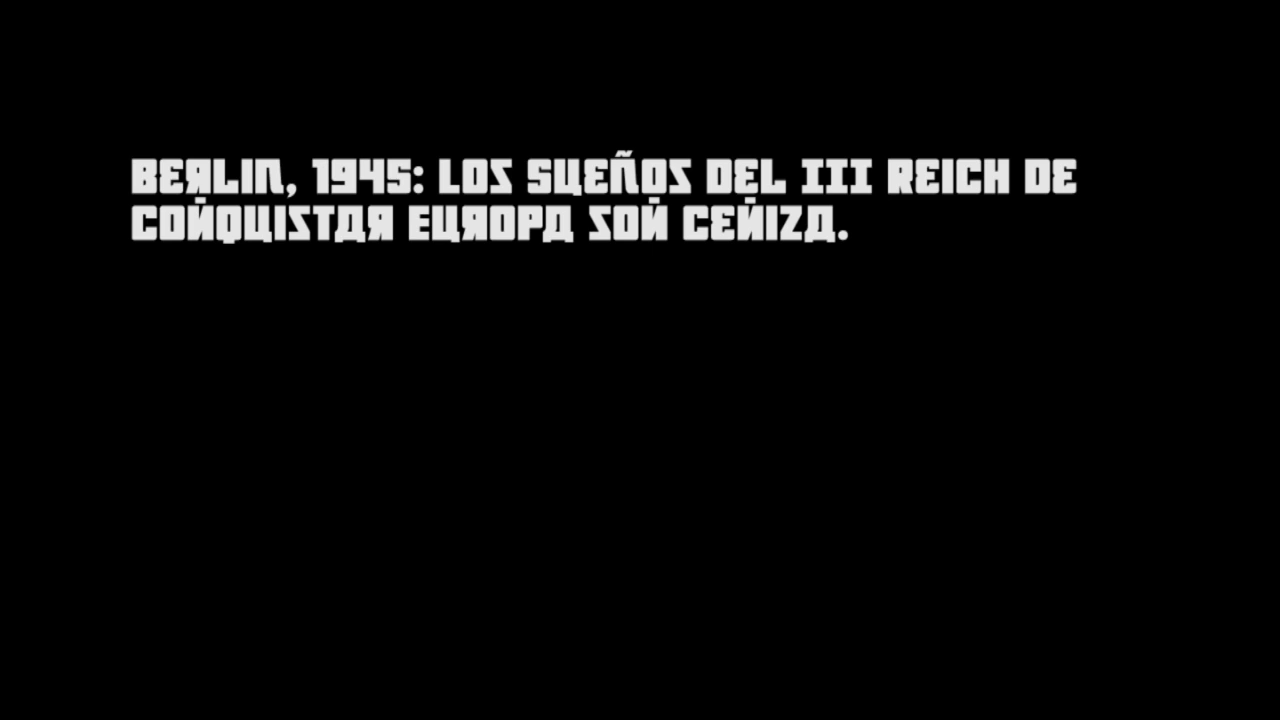 BERLIN, 1945: LOS SUEÑOS DEL III REICH DE
CONQUISTAR EUROPA SON CENIZA.